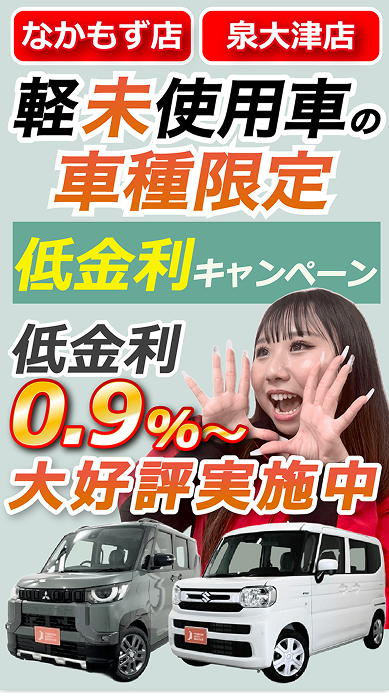 なかもず店 泉大津店
軽未使用車の
車種限定
低金利キャンペーン
低金利
0.9%～
大好評実施中